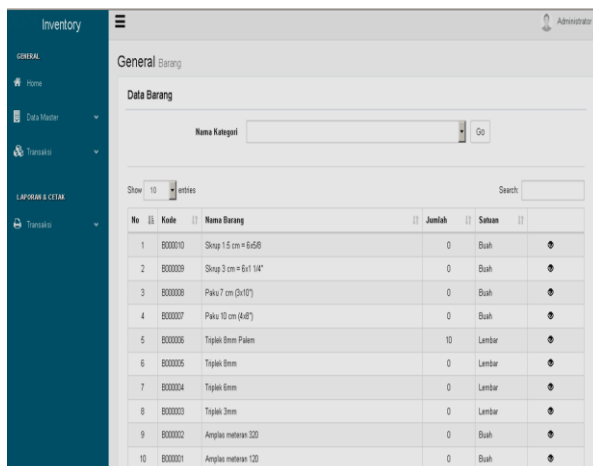 Inventory
Administrator
GENERAL
Home
Data Master
Transaksi
LAPORAN & CETAK
Transaksi
General Barang
Data Barang
Nama Kategori Go
Show 10 entries Search:
No Kode Nama Barang Jumlah Satuan
1 B000010 Skrup 1.5 cm = 6x5/8 0 Buah
2 B000009 Skrup 3 cm = 6x1 1/4" 0 Buah
3 B000008 Paku 7 cm (3x10") 0 Buah
4 B000007 Paku 10 cm (4x8") 0 Buah
5 B000006 Triplek 8mm Palem 10 Lembar
6 B000005 Triplek 8mm 0 Lembar
7 B000004 Triplek 6mm 0 Lembar
8 B000003 Triplek 3mm 0 Lembar
9 B000002 Amplas meteran 320 0 Buah
10 B000001 Amplas meteran 120 0 Buah